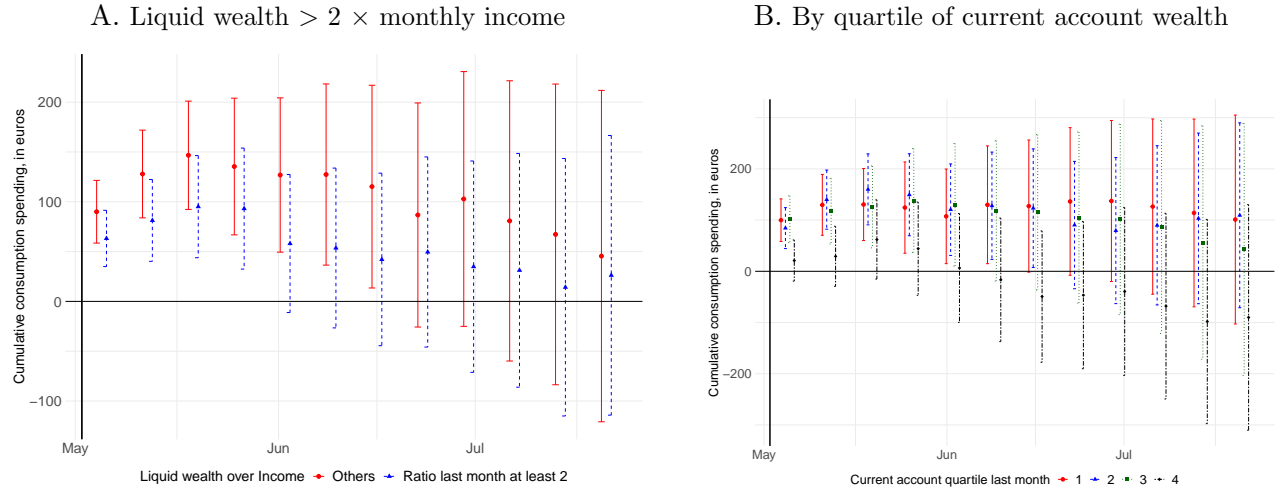 A. Liquid wealth > 2 × monthly income
Cumulative consumption spending, in euros
200
100
0
−100
May
Jun
Jul
Liquid wealth over Income
Others
Ratio last month at least 2
B. By quartile of current account wealth
Cumulative consumption spending, in euros
200
0
−200
May
Jun
Jul
Current account quartile last month
1
2
3
4